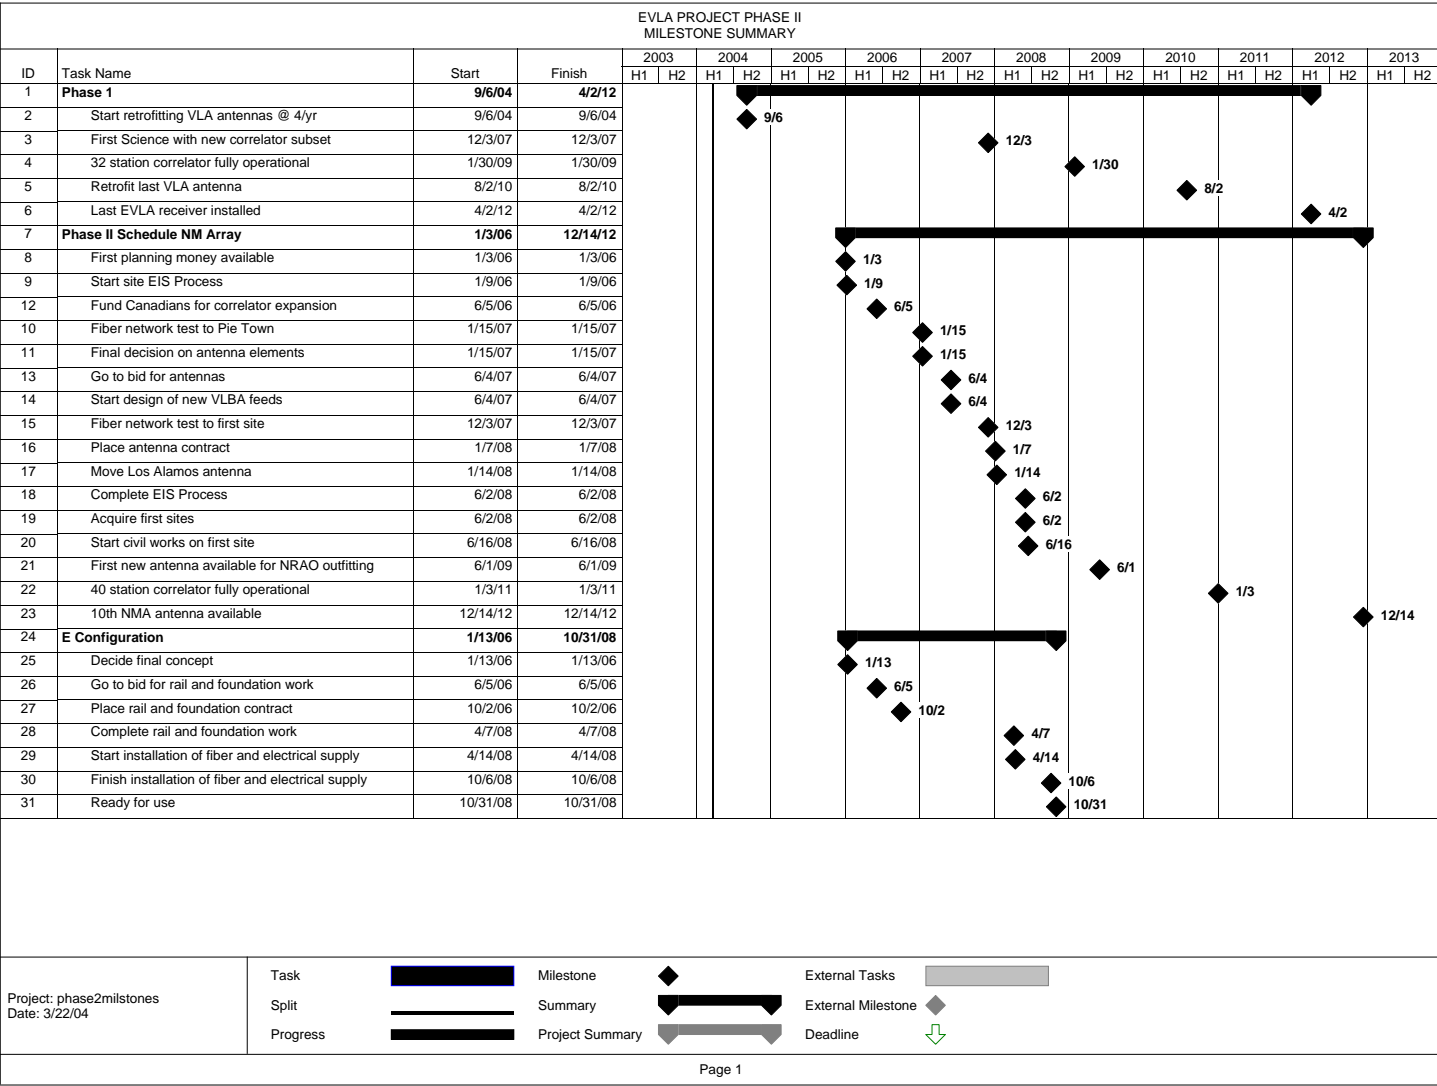 EVLA PROJECT PHASE II
MILESTONE SUMMARY
2003 2004 2005 2006 2007 2008 2009 2010 2011 2012 2013
ID Task Name Start Finish H1 H2 H1 H2 H1 H2 H1 H2 H1 H2 H1 H2 H1 H2 H1 H2 H1 H2 H1 H2 H1 H2
1 Phase 1 9/6/04 4/2/12
2 Start retrofitting VLA antennas @ 4/yr 9/6/04 9/6/04 9/6
3 First Science with new correlator subset 12/3/07 12/3/07 12/3
4 32 station correlator fully operational 1/30/09 1/30/09 1/30
5 Retrofit last VLA antenna 8/2/10 8/2/10 8/2
6 Last EVLA receiver installed 4/2/12 4/2/12 4/2
7 Phase II Schedule NM Array 1/3/06 12/14/12
8 First planning money available 1/3/06 1/3/06 1/3
9 Start site EIS Process 1/9/06 1/9/06 1/9
12 Fund Canadians for correlator expansion 6/5/06 6/5/06 6/5
10 Fiber network test to Pie Town 1/15/07 1/15/07 1/15
11 Final decision on antenna elements 1/15/07 1/15/07 1/15
13 Go to bid for antennas 6/4/07 6/4/07 6/4
14 Start design of new VLBA feeds 6/4/07 6/4/07 6/4
15 Fiber network test to first site 12/3/07 12/3/07 12/3
16 Place antenna contract 1/7/08 1/7/08 1/7
17 Move Los Alamos antenna 1/14/08 1/14/08 1/14
18 Complete EIS Process 6/2/08 6/2/08 6/2
19 Acquire first sites 6/2/08 6/2/08 6/2
20 Start civil works on first site 6/16/08 6/16/08 6/16
21 First new antenna available for NRAO outfitting 6/1/09 6/1/09 6/1
22 40 station correlator fully operational 1/3/11 1/3/11 1/3
23 10th NMA antenna available 12/14/12 12/14/12 12/14
24 E Configuration 1/13/06 10/31/08
25 Decide final concept 1/13/06 1/13/06 1/13
26 Go to bid for rail and foundation work 6/5/06 6/5/06 6/5
27 Place rail and foundation contract 10/2/06 10/2/06 10/2
28 Complete rail and foundation work 4/7/08 4/7/08 4/7
29 Start installation of fiber and electrical supply 4/14/08 4/14/08 4/14
30 Finish installation of fiber and electrical supply 10/6/08 10/6/08 10/6
31 Ready for use 10/31/08 10/31/08 10/31
Project: phase2milstones
Date: 3/22/04
Task Milestone External Tasks
Split Summary External Milestone
Progress Project Summary Deadline
Page 1